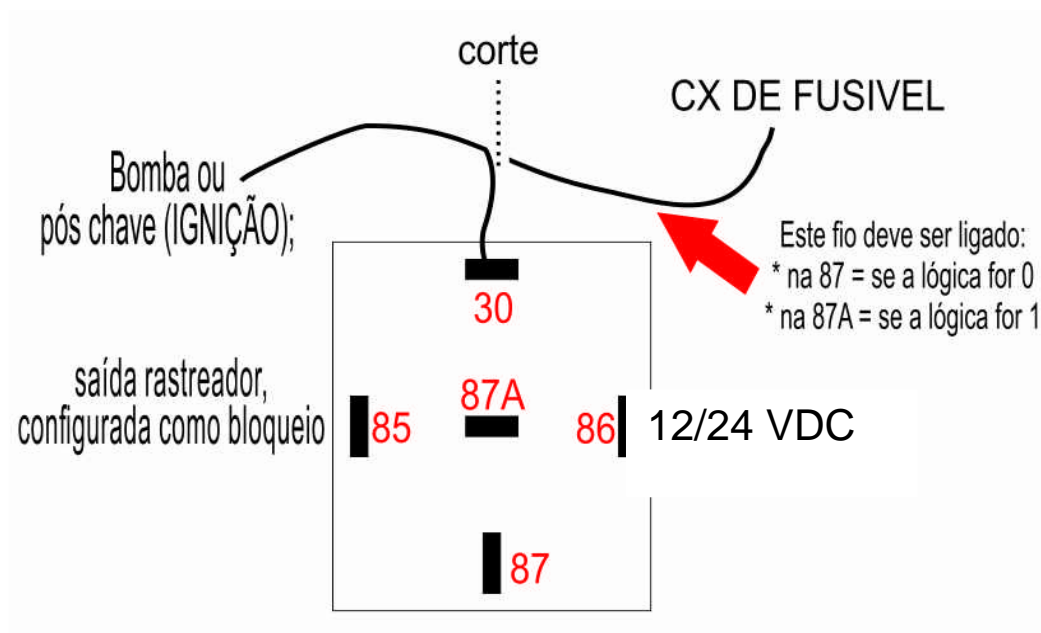 corte
CX DE FUSIVEL
Bomba ou
pós chave (IGNIÇÃO);
Este fio deve ser ligado:
* na 87 = se a lógica for 0
* na 87A = se a lógica for 1
30
saída rastreador,
configurada como bloqueio
85
87A
86
12/24 VDC
87